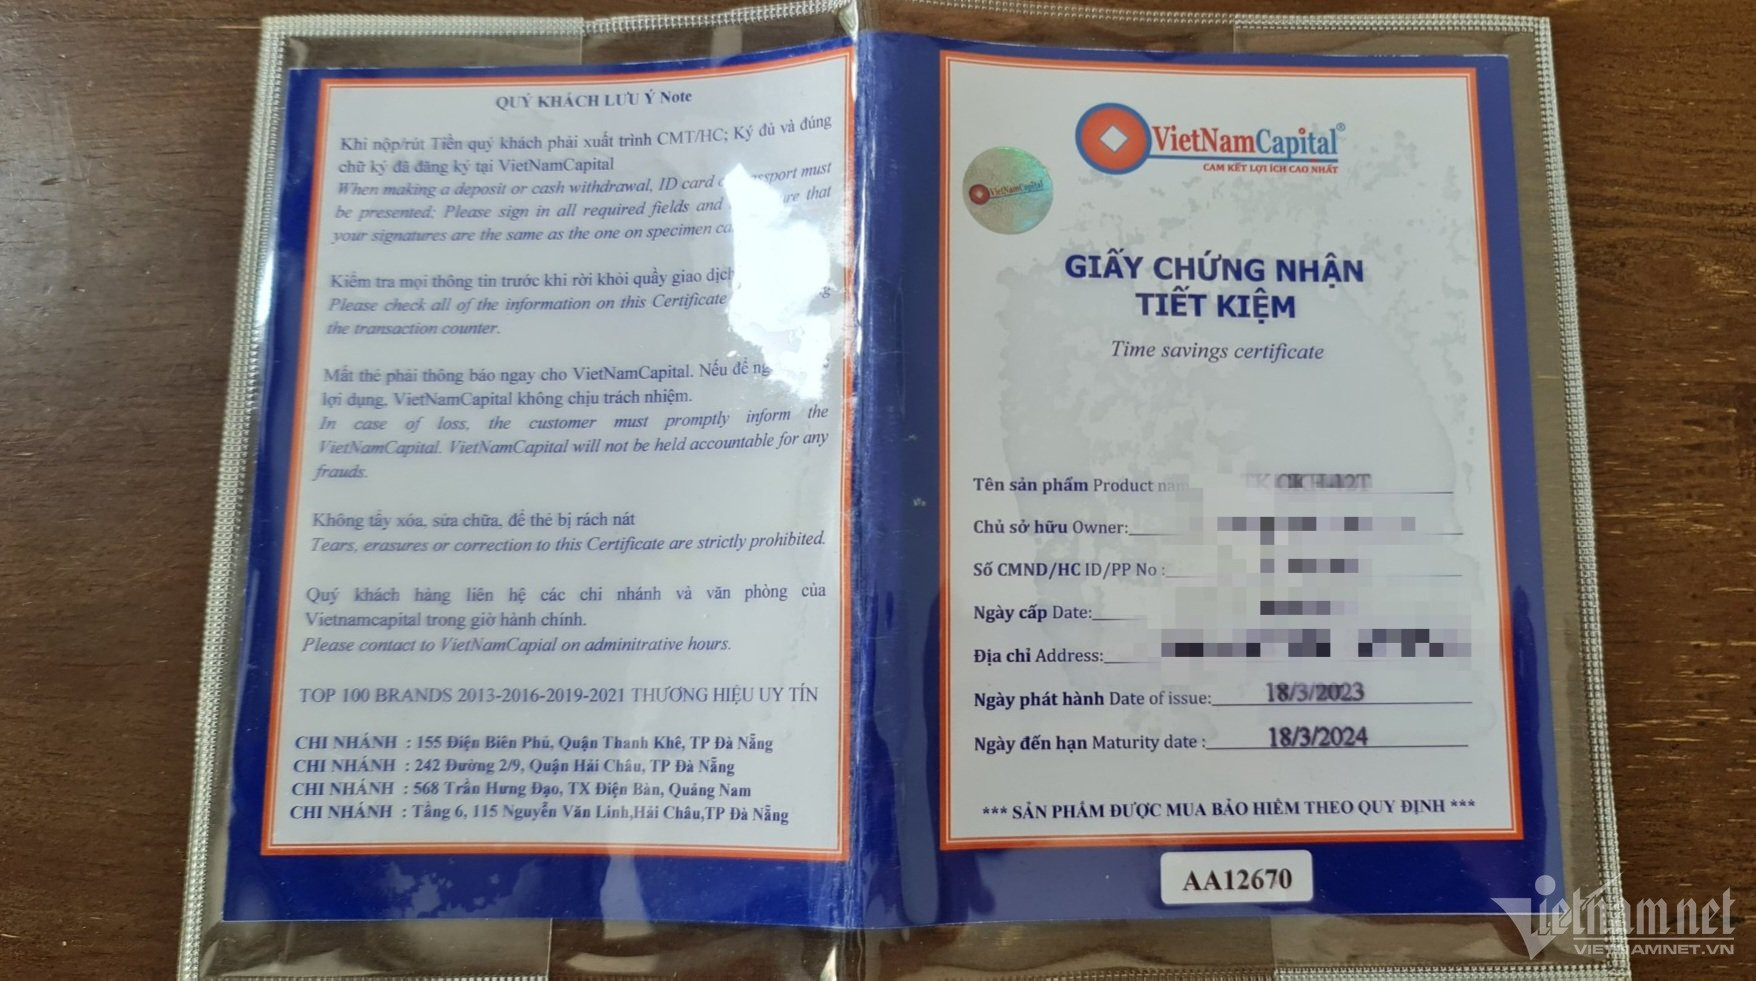 QUÝ KHÁCH LƯU Ý Note
Khi nộp/rút Tiền quý khách phải xuất trình CMT/HC; Ký đủ và đúng
chữ ký đã đăng ký tại VietNamCapital
When making a deposit or cash withdrawal, ID card must
be presented; Please sign in all required fields and that
your signatures are the same as the one on specimen
Kiểm tra mọi thông tin trước khi rời khỏi quầy giao dịch
Please check all of the information on this Certificate
the transaction counter.
Mất thẻ phải thông báo ngay cho VietNamCapital. Nếu để
lợi dụng, VietNamCapital không chịu trách nhiệm.
In case of loss, the customer must promptly inform the
VietNamCapital. VietNamCapital will not be held accountable for any
frauds.
Không tẩy xóa, sửa chữa, để thẻ bị rách nát
Tears, erasures or correction to this Certificate are strictly prohibited.
Quý khách hàng liên hệ các chi nhánh và văn phòng của
Vietnamcapital trong giờ hành chính.
Please contact to VietNamCapial on adminitrative hours.
TOP 100 BRANDS 2013-2016-2019-2021 THƯƠNG HIỆU UY TÍN
CHI NHÁNH : 155 Điện Biên Phủ, Quận Thanh Khê, TP Đà Nẵng
CHI NHÁNH : 242 Đường 2/9, Quận Hải Châu, TP Đà Nẵng
CHI NHÁNH : 568 Trần Hưng Đạo, TX Điện Bàn, Quảng Nam
CHI NHÁNH : Tầng 6, 115 Nguyễn Văn Linh,Hải Châu,TP Đà Nẵng
VietNamCapital®
CAM KẾT LỢI ÍCH CAO NHẤT
VietNamCapital
GIẤY CHỨNG NHẬN
TIẾT KIỆM
Time savings certificate
Tên sản phẩm Product TK CKH-12T
Chủ sở hữu Owner:
Số CMND/HC ID/PP No :
Ngày cấp Date:
Địa chỉ Address:
Ngày phát hành Date of issue: 18/3/2023
Ngày đến hạn Maturity date : 18/3/2024
*** SẢN PHẨM ĐƯỢC MUA BẢO HIỂM THEO QUY ĐỊNH ***
AA12670
Vietnam.net
VIETNAMNET.VN